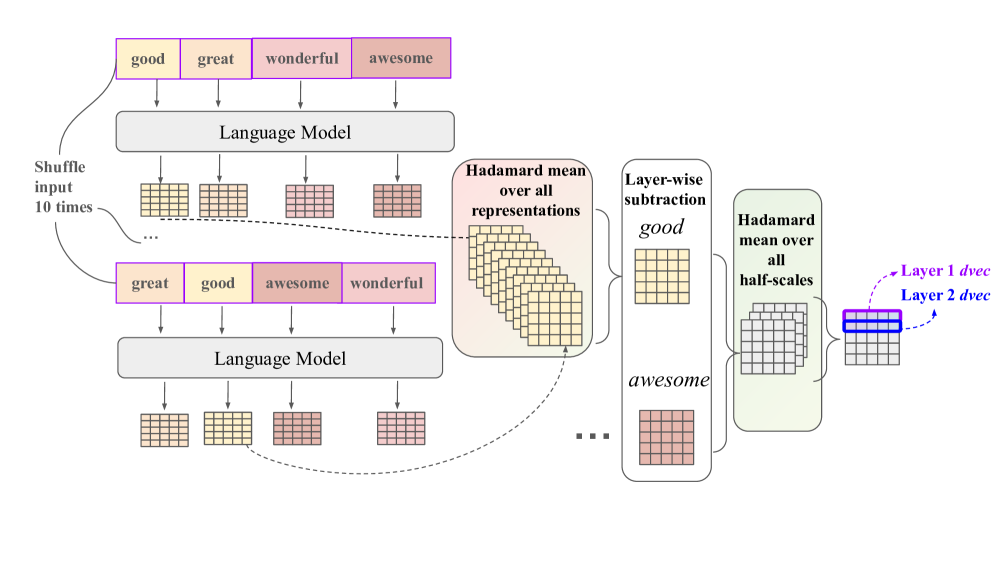 good great wonderful awesome
Language Model
Shuffle
input
10 times
...
great good awesome wonderful
Language Model
Hadamard mean
over all
representations
Layer-wise
subtraction
good
awesome
...
Hadamard
mean over
all
half-scales
Layer 1 dvec
Layer 2 dvec